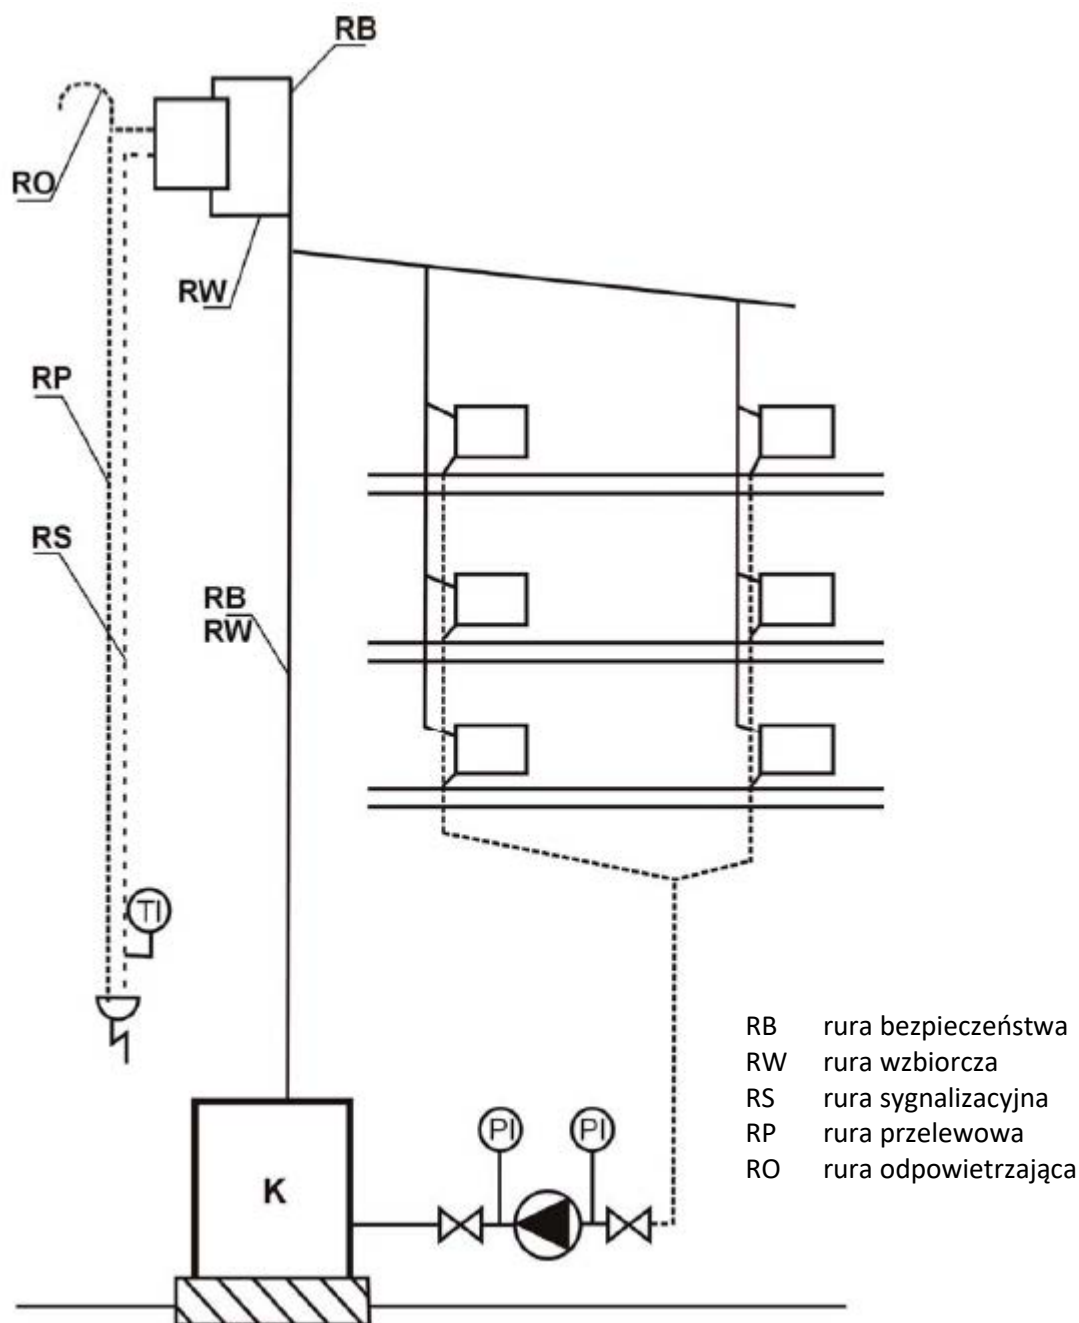 RB
RO
RW
RP
RS
RB
RW
TI
RB rura bezpieczeństwa
RW rura wzbiorcza
RS rura sygnalizacyjna
RP rura przelewowa
RO rura odpowietrzająca
PI PI
K